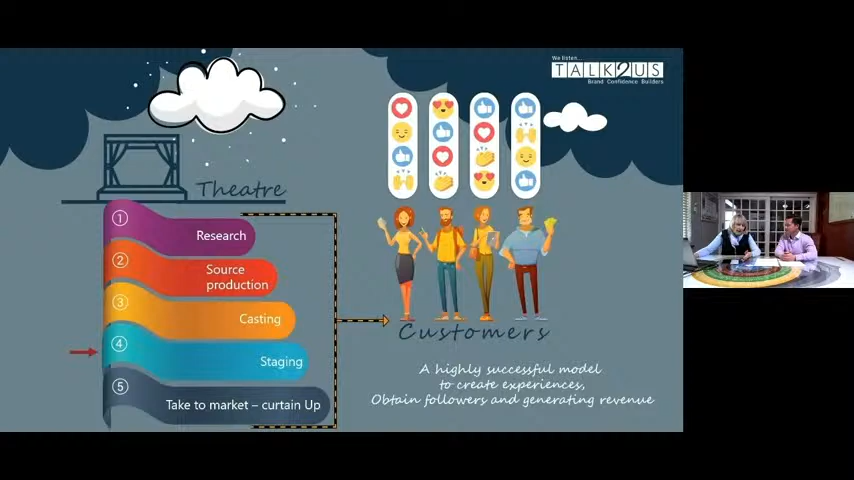 We listen...
TALK2US
Brand Confidence Builders
Theatre
1
Research
2
Source
production
3
Casting
4
Staging
5
Take to market – curtain Up
Customers
A highly successful model
to create experiences,
Obtain followers and generating revenue